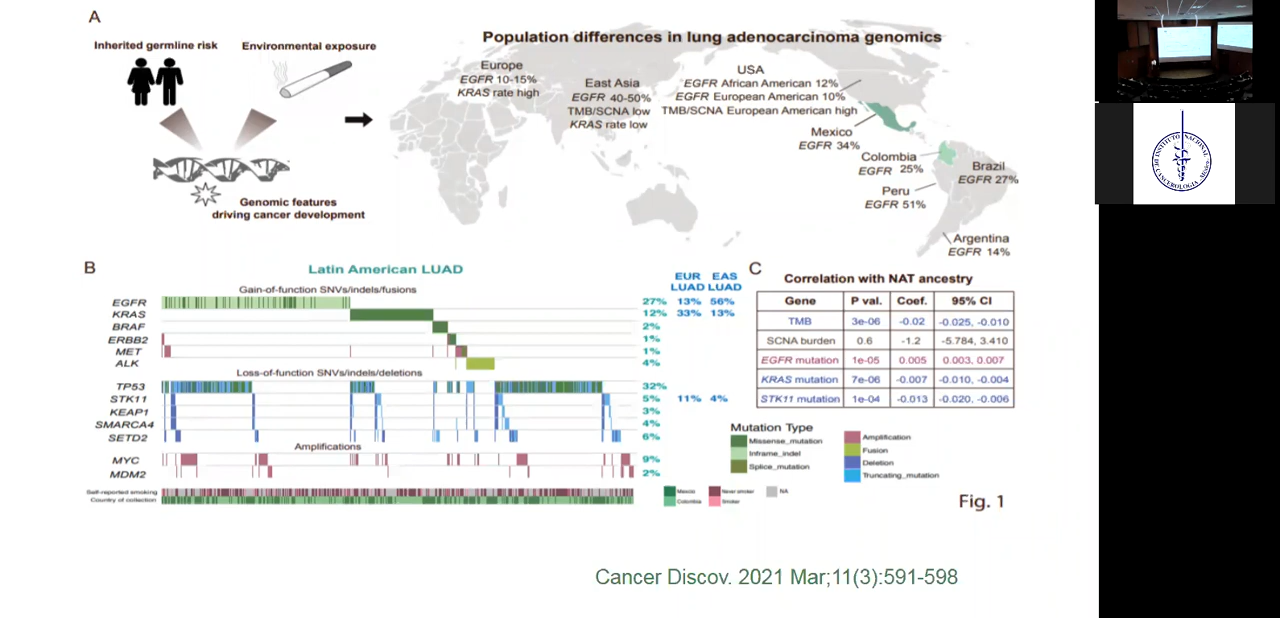 A
Inherited germline risk
Environmental exposure
Genomic features
driving cancer development
Population differences in lung adenocarcinoma genomics
Europe
EGFR 10-15%
KRAS rate high
East Asia
EGFR 40-50%
TMB/SCNA low
KRAS rate low
USA
EGFR African American 12%
EGFR European American 10%
TMB/SCNA European American high
Mexico
EGFR 34%
Colombia
EGFR 25%
Brazil
EGFR 27%
Peru
EGFR 51%
Argentina
EGFR 14%
B
Latin American LUAD
Gain-of-function SNVs/indels/fusions
EUR EAS
LUAD LUAD
EGFR 27% 13% 56%
KRAS 12% 33% 13%
BRAF 2%
ERBB2 1%
MET 1%
ALK 4%
Loss-of-function SNVs/indels/deletions
TP53 32%
STK11 5% 11% 4%
KEAP1 3%
SMARCA4 4%
SETD2 6%
Amplifications
MYC 9%
MDM2 2%
Self-reported smoking
Country of collection
Mexico
Colombia
Never smoker
Smoker
NA
C
Correlation with NAT ancestry
Gene P val. Coef. 95% CI
TMB 3e-06 -0.02 -0.025, -0.010
SCNA burden 0.6 -1.2 -5.784, 3.410
EGFR mutation 1e-05 0.005 0.003, 0.007
KRAS mutation 7e-06 -0.007 -0.010, -0.004
STK11 mutation 1e-04 -0.013 -0.020, -0.006
Mutation Type
Missense_mutation
Inframe_indel
Splice_mutation
Amplification
Fusion
Deletion
Truncating_mutation
Fig. 1
Cancer Discov. 2021 Mar;11(3):591-598
INSTITUTO NACIONAL DE CANCEROLOGIA